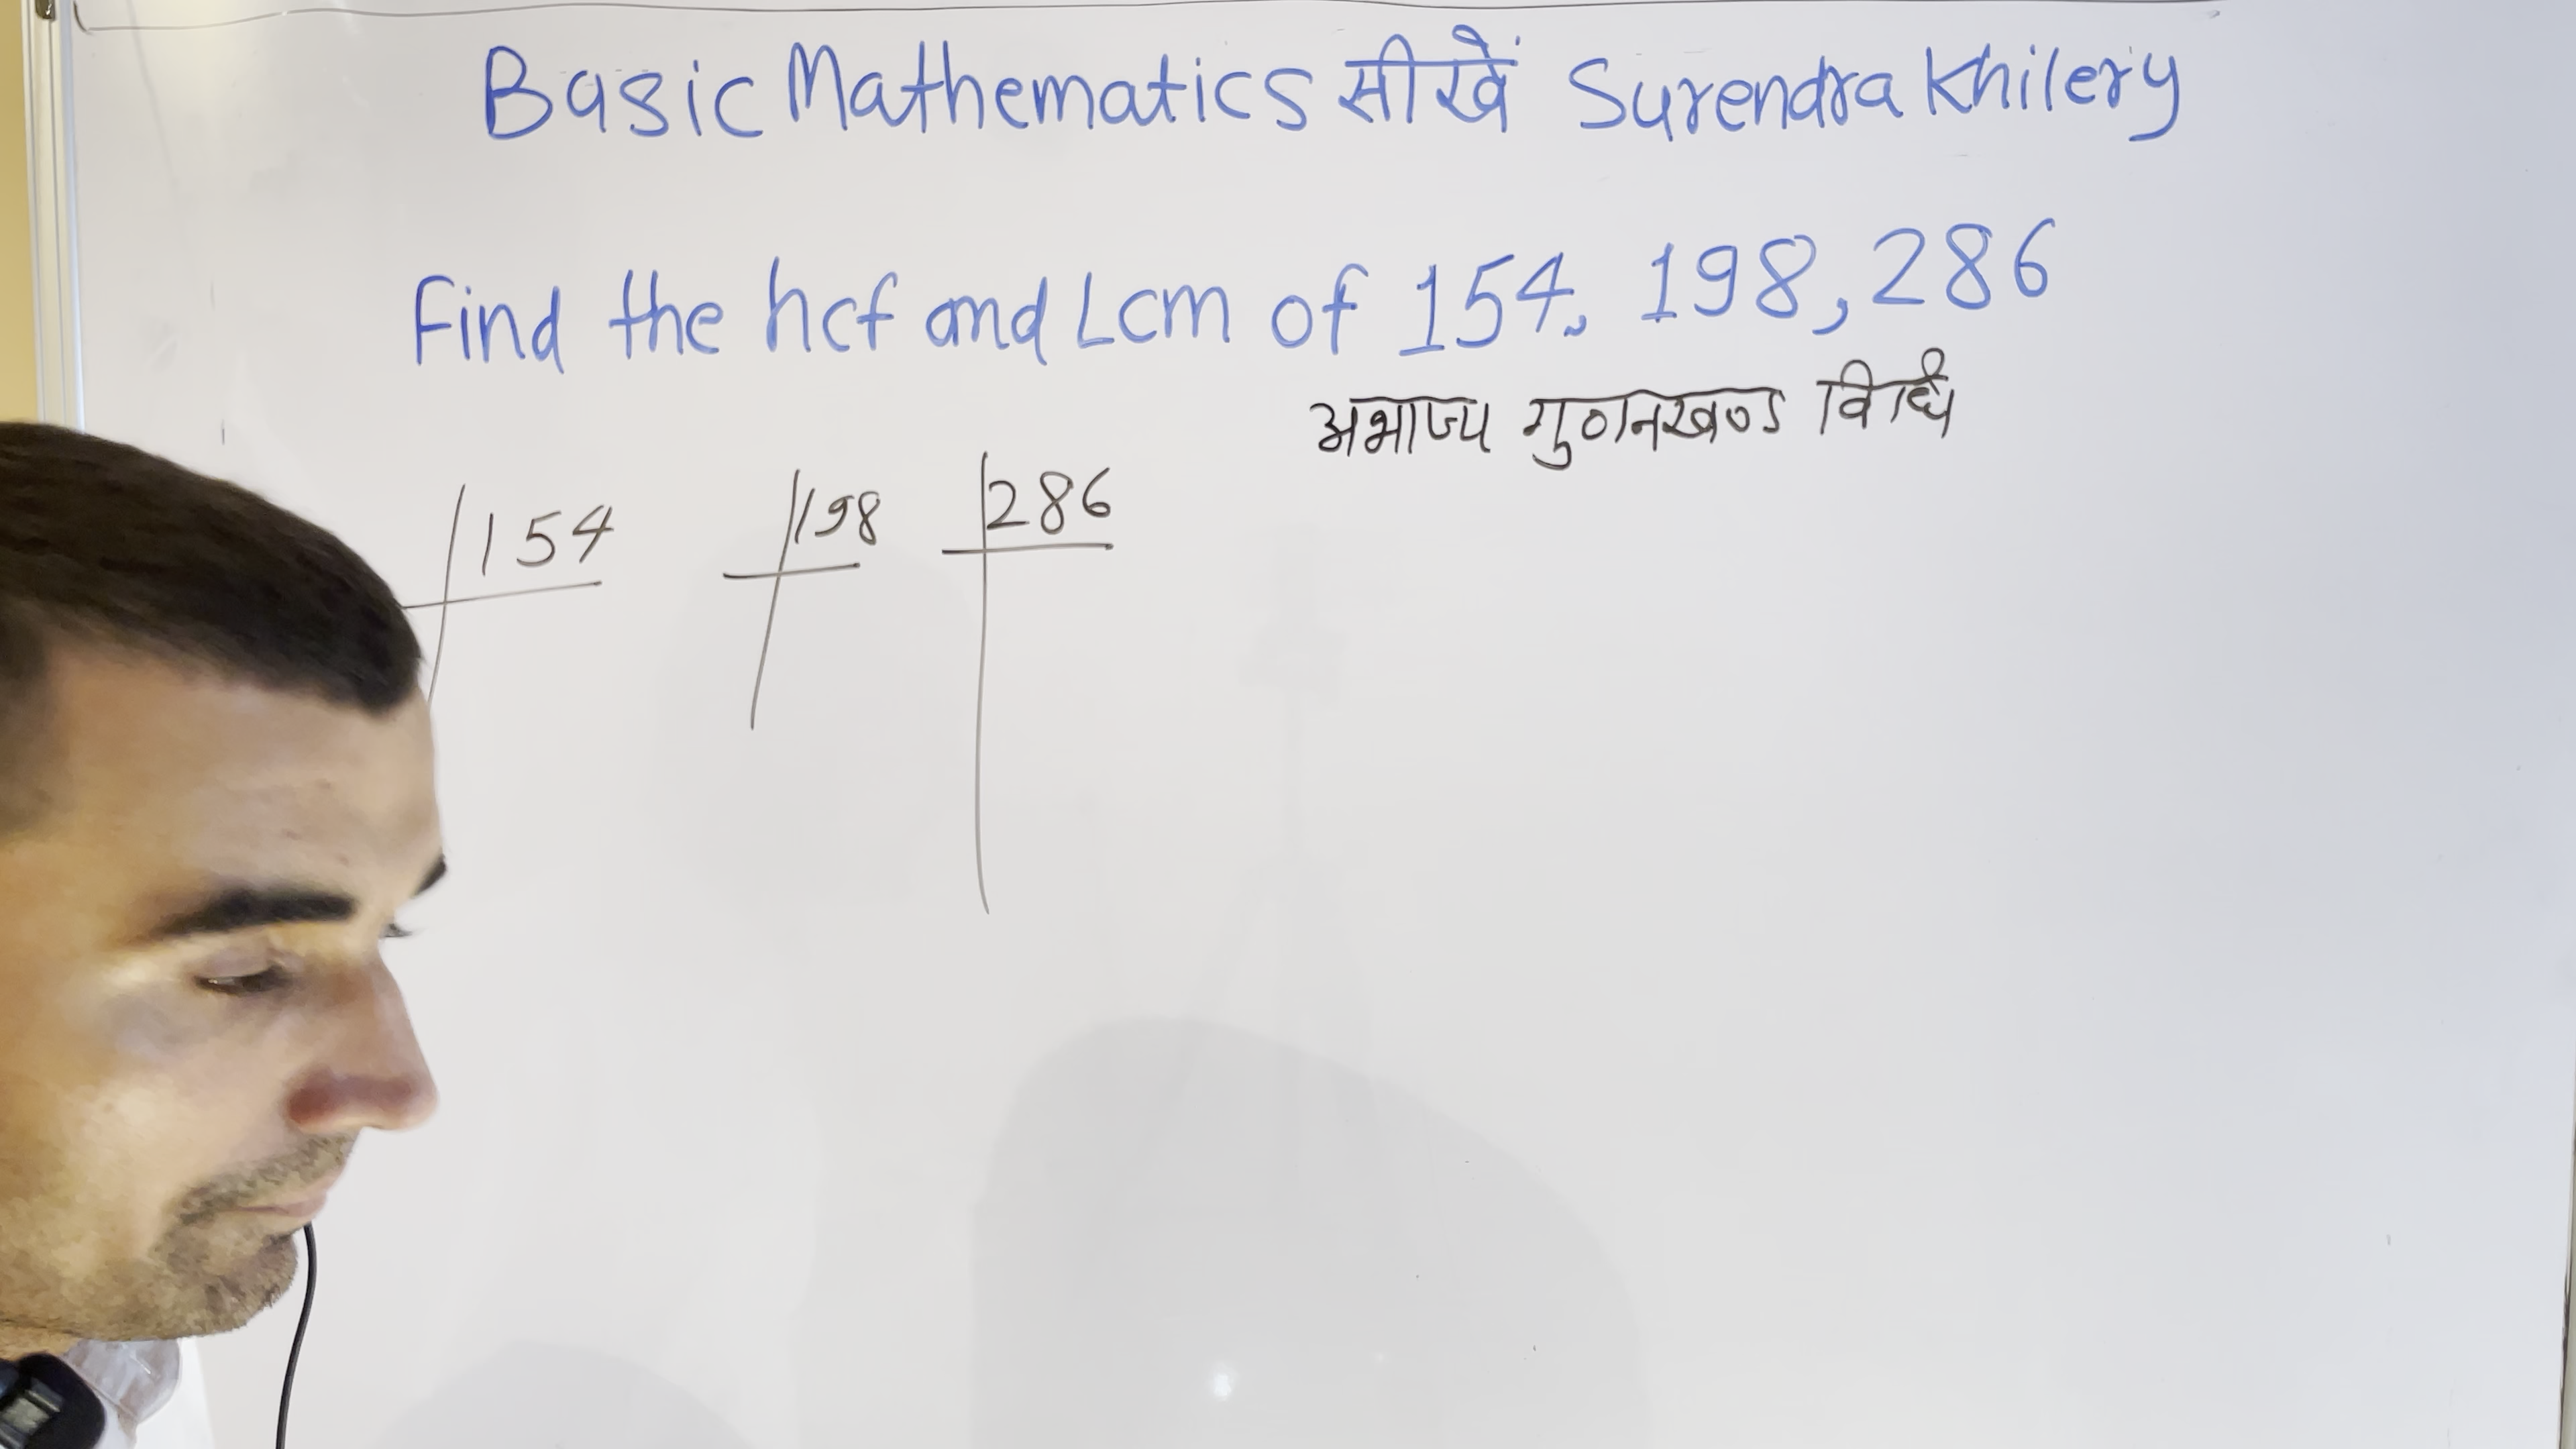 Basic Mathematics सीखें Surendra Khilery
Find the hcf and Lcm of 154, 198, 286
अभाज्य गुणनखण्ड विधि
154 198 286